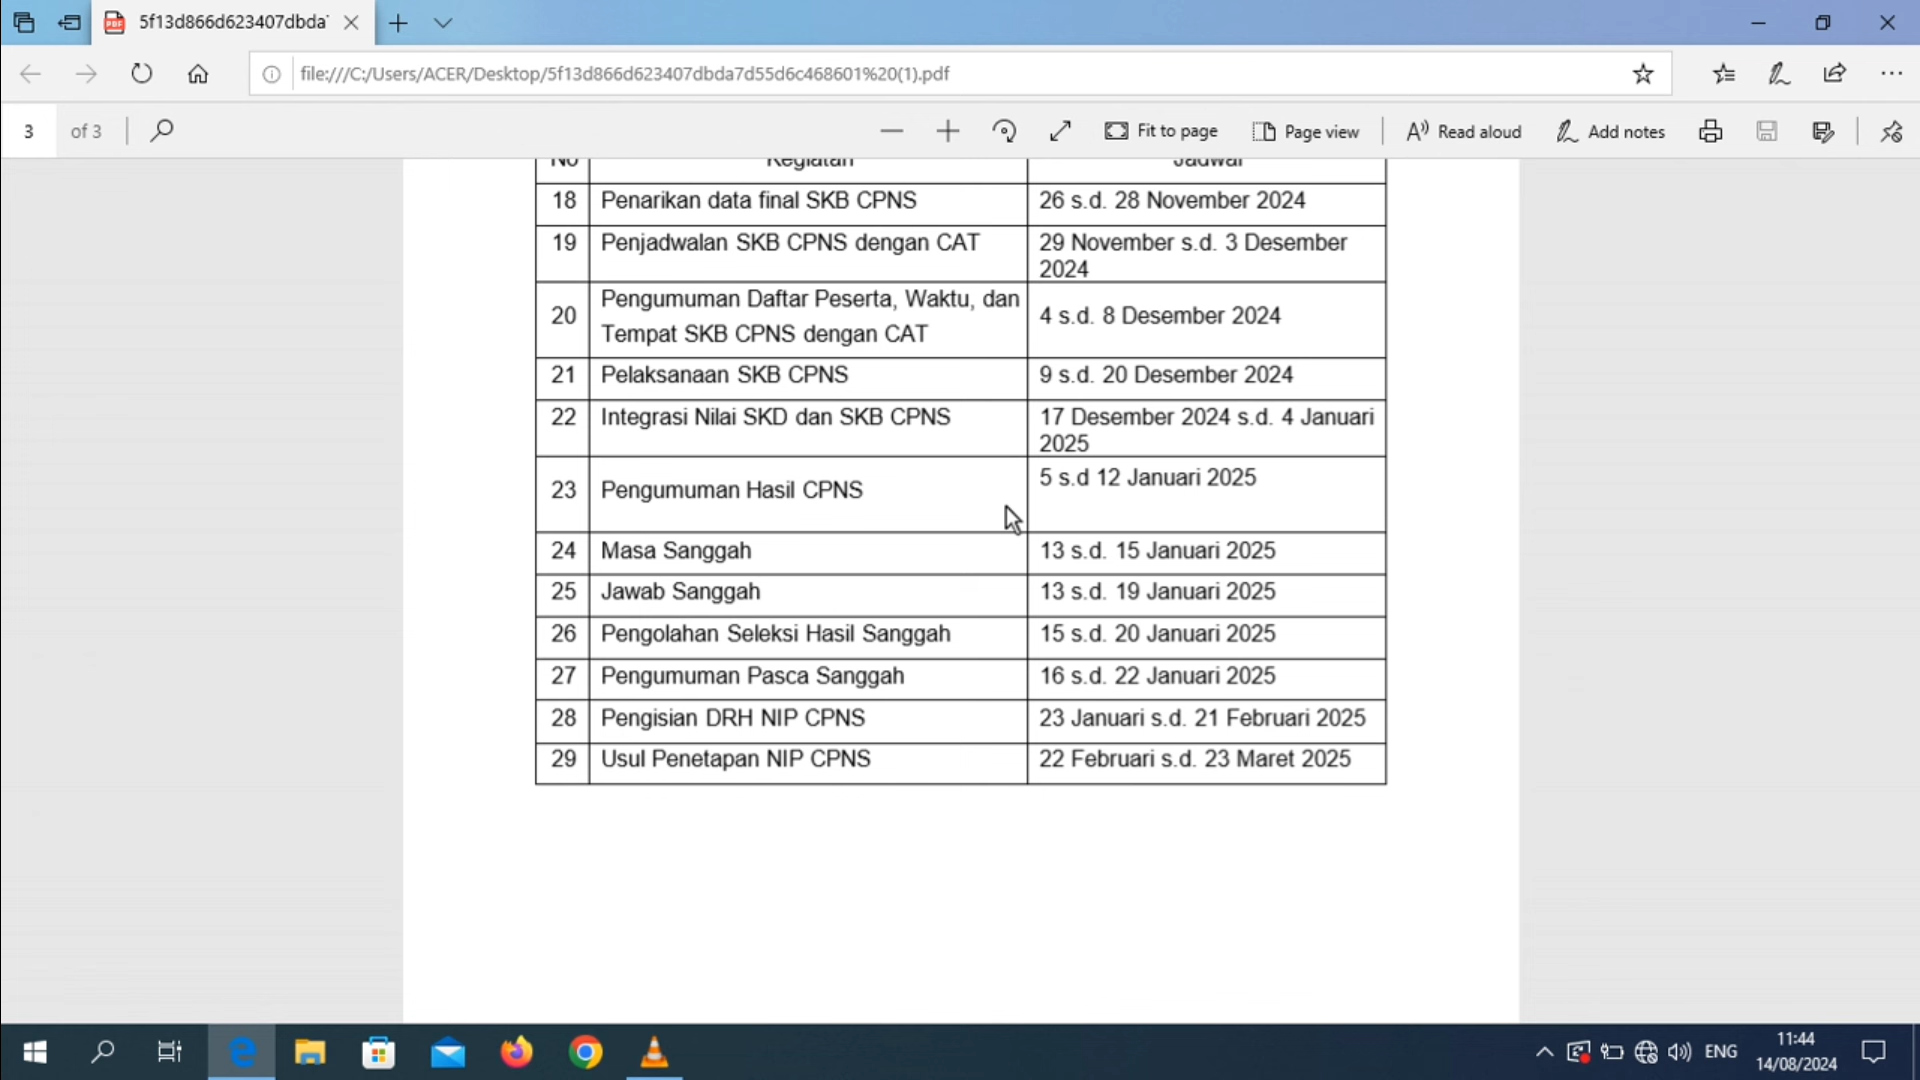 5f13d866d623407dbda7
file:///C:/Users/ACER/Desktop/5f13d866d623407dbda7d55d6c468601%20(1).pdf
3 of 3
Fit to page
Page view
Read aloud
Add notes
No Kegiatan Jadwal
18 Penarikan data final SKB CPNS 26 s.d. 28 November 2024
19 Penjadwalan SKB CPNS dengan CAT 29 November s.d. 3 Desember
2024
20 Pengumuman Daftar Peserta, Waktu, dan
Tempat SKB CPNS dengan CAT 4 s.d. 8 Desember 2024
21 Pelaksanaan SKB CPNS 9 s.d. 20 Desember 2024
22 Integrasi Nilai SKD dan SKB CPNS 17 Desember 2024 s.d. 4 Januari
2025
23 Pengumuman Hasil CPNS 5 s.d 12 Januari 2025
24 Masa Sanggah 13 s.d. 15 Januari 2025
25 Jawab Sanggah 13 s.d. 19 Januari 2025
26 Pengolahan Seleksi Hasil Sanggah 15 s.d. 20 Januari 2025
27 Pengumuman Pasca Sanggah 16 s.d. 22 Januari 2025
28 Pengisian DRH NIP CPNS 23 Januari s.d. 21 Februari 2025
29 Usul Penetapan NIP CPNS 22 Februari s.d. 23 Maret 2025
ENG
11:44
14/08/2024